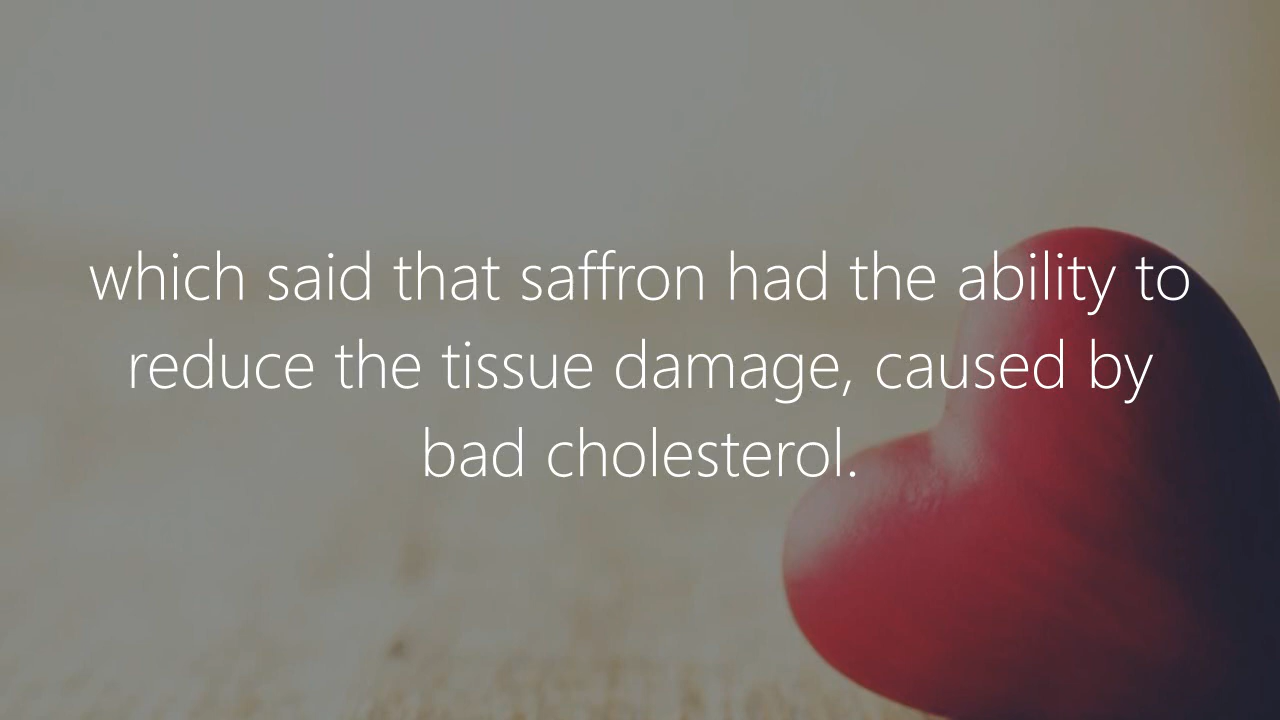 which said that saffron had the ability to
reduce the tissue damage, caused by
bad cholesterol.